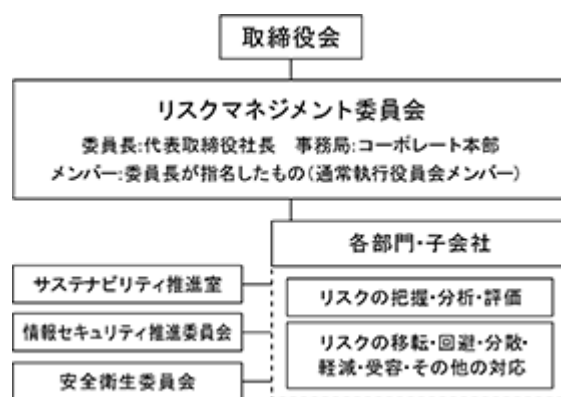 取締役会
リスクマネジメント委員会
委員長:代表取締役社長 事務局:コーポレート本部
メンバー:委員長が指名したもの(通常執行役員会メンバー)
各部門・子会社
サステナビリティ推進室
情報セキュリティ推進委員会
安全衛生委員会
リスクの把握・分析・評価
リスクの移転・回避・分散・
軽減・受容・その他の対応